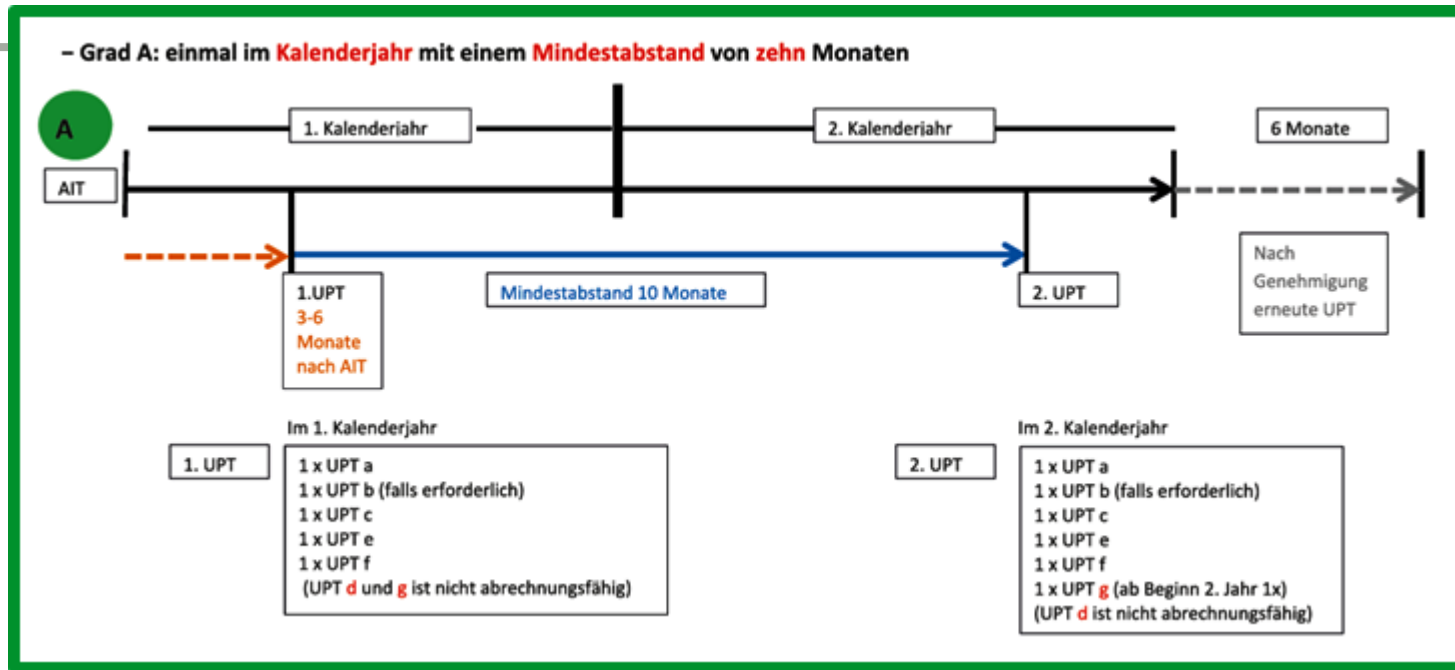 – Grad A: einmal im Kalenderjahr mit einem Mindestabstand von zehn Monaten
A
1. Kalenderjahr
2. Kalenderjahr
6 Monate
AIT
1.UPT
3-6
Monate
nach AIT
Mindestabstand 10 Monate
2. UPT
Nach
Genehmigung
erneute UPT
Im 1. Kalenderjahr
1. UPT
1 x UPT a
1 x UPT b (falls erforderlich)
1 x UPT c
1 x UPT e
1 x UPT f
(UPT d und g ist nicht abrechnungsfähig)
Im 2. Kalenderjahr
2. UPT
1 x UPT a
1 x UPT b (falls erforderlich)
1 x UPT c
1 x UPT e
1 x UPT f
1 x UPT g (ab Beginn 2. Jahr 1x)
(UPT d ist nicht abrechnungsfähig)